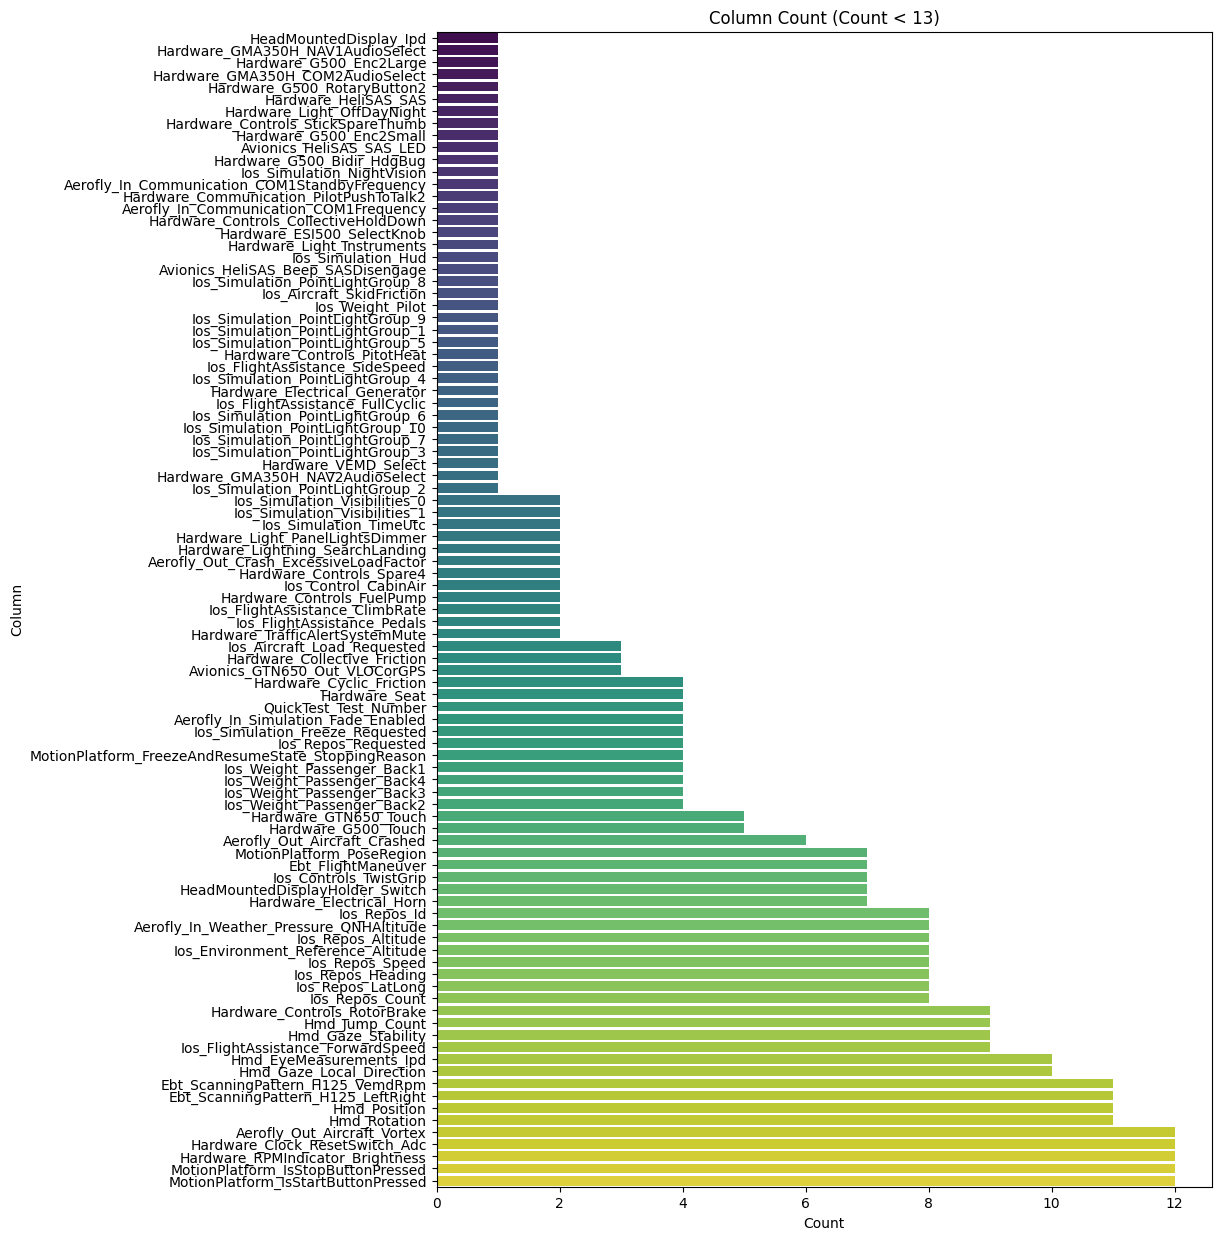 Column Count (Count < 13)
HeadMountedDisplay_Ipd
Hardware_GMA350H_NAV1AudioSelect
Hardware_G500_Enc2Large
Hardware_GMA350H_COM2AudioSelect
Hardware_G500_RotaryButton2
Hardware_HeliSAS_SAS
Hardware_Light_OffDayNight
Hardware_Controls_StickSpareThumb
Hardware_G500_Enc2Small
Avionics_HeliSAS_SAS_LED
Hardware_G500_Bidir_HdgBug
Ios_Simulation_NightVision
Aerofly_In_Communication_COM1StandbyFrequency
Hardware_Communication_PilotPushToTalk2
Aerofly_In_Communication_COM1Frequency
Hardware_Controls_CollectiveHoldDown
Hardware_ESI500_SelectKnob
Hardware_Light_Instruments
Ios_Simulation_Hud
Avionics_HeliSAS_Beep_SASDisengage
Ios_Simulation_PointLightGroup_8
Ios_Aircraft_SkidFriction
Ios_Weight_Pilot
Ios_Simulation_PointLightGroup_9
Ios_Simulation_PointLightGroup_1
Ios_Simulation_PointLightGroup_5
Hardware_Controls_PitotHeat
Ios_FlightAssistance_SideSpeed
Ios_Simulation_PointLightGroup_4
Hardware_Electrical_Generator
Ios_FlightAssistance_FullCyclic
Ios_Simulation_PointLightGroup_6
Ios_Simulation_PointLightGroup_10
Ios_Simulation_PointLightGroup_7
Ios_Simulation_PointLightGroup_3
Hardware_VEMD_Select
Hardware_GMA350H_NAV2AudioSelect
Ios_Simulation_PointLightGroup_2
Ios_Simulation_Visibilities_0
Ios_Simulation_Visibilities_1
Ios_Simulation_TimeUtc
Hardware_Light_PanelLightsDimmer
Hardware_Lightning_SearchLanding
Aerofly_Out_Crash_ExcessiveLoadFactor
Hardware_Controls_Spare4
Ios_Control_CabinAir
Hardware_Controls_FuelPump
Ios_FlightAssistance_ClimbRate
Ios_FlightAssistance_Pedals
Hardware_TrafficAlertSystemMute
Ios_Aircraft_Load_Requested
Hardware_Collective_Friction
Avionics_GTN650_Out_VLOCorGPS
Hardware_Cyclic_Friction
Hardware_Seat
QuickTest_Test_Number
Aerofly_In_Simulation_Fade_Enabled
Ios_Simulation_Freeze_Requested
Ios_Repos_Requested
MotionPlatform_FreezeAndResumeState_StoppingReason
Ios_Weight_Passenger_Back1
Ios_Weight_Passenger_Back4
Ios_Weight_Passenger_Back3
Ios_Weight_Passenger_Back2
Hardware_GTN650_Touch
Hardware_G500_Touch
Aerofly_Out_Aircraft_Crashed
MotionPlatform_PoseRegion
Ebt_FlightManeuver
Ios_Controls_TwistGrip
HeadMountedDisplayHolder_Switch
Hardware_Electrical_Horn
Ios_Repos_Id
Aerofly_In_Weather_Pressure_QNHAltitude
Ios_Repos_Altitude
Ios_Environment_Reference_Altitude
Ios_Repos_Speed
Ios_Repos_Heading
Ios_Repos_LatLong
Ios_Repos_Count
Hardware_Controls_RotorBrake
Hmd_Jump_Count
Hmd_Gaze_Stability
Ios_FlightAssistance_ForwardSpeed
Hmd_EyeMeasurements_Ipd
Hmd_Gaze_Local_Direction
Ebt_ScanningPattern_H125_VemdRpm
Ebt_ScanningPattern_H125_LeftRight
Hmd_Position
Hmd_Rotation
Aerofly_Out_Aircraft_Vortex
Hardware_Clock_ResetSwitch_Adc
Hardware_RPMIndicator_Brightness
MotionPlatform_IsStopButtonPressed
MotionPlatform_IsStartButtonPressed
Column
0 2 4 6 8 10 12
Count